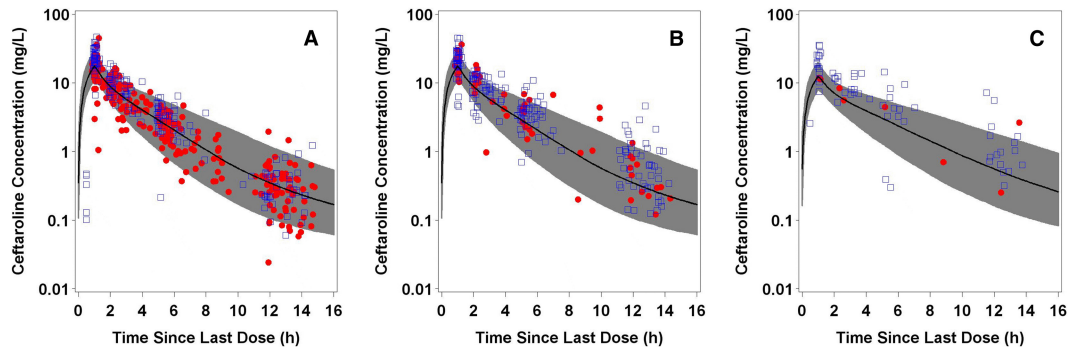 A
Ceftaroline Concentration (mg/L)
100
10
1
0.1
0.01
0 2 4 6 8 10 12 14 16
Time Since Last Dose (h)
B
Ceftaroline Concentration (mg/L)
100
10
1
0.1
0.01
0 2 4 6 8 10 12 14 16
Time Since Last Dose (h)
C
Ceftaroline Concentration (mg/L)
100
10
1
0.1
0.01
0 2 4 6 8 10 12 14 16
Time Since Last Dose (h)